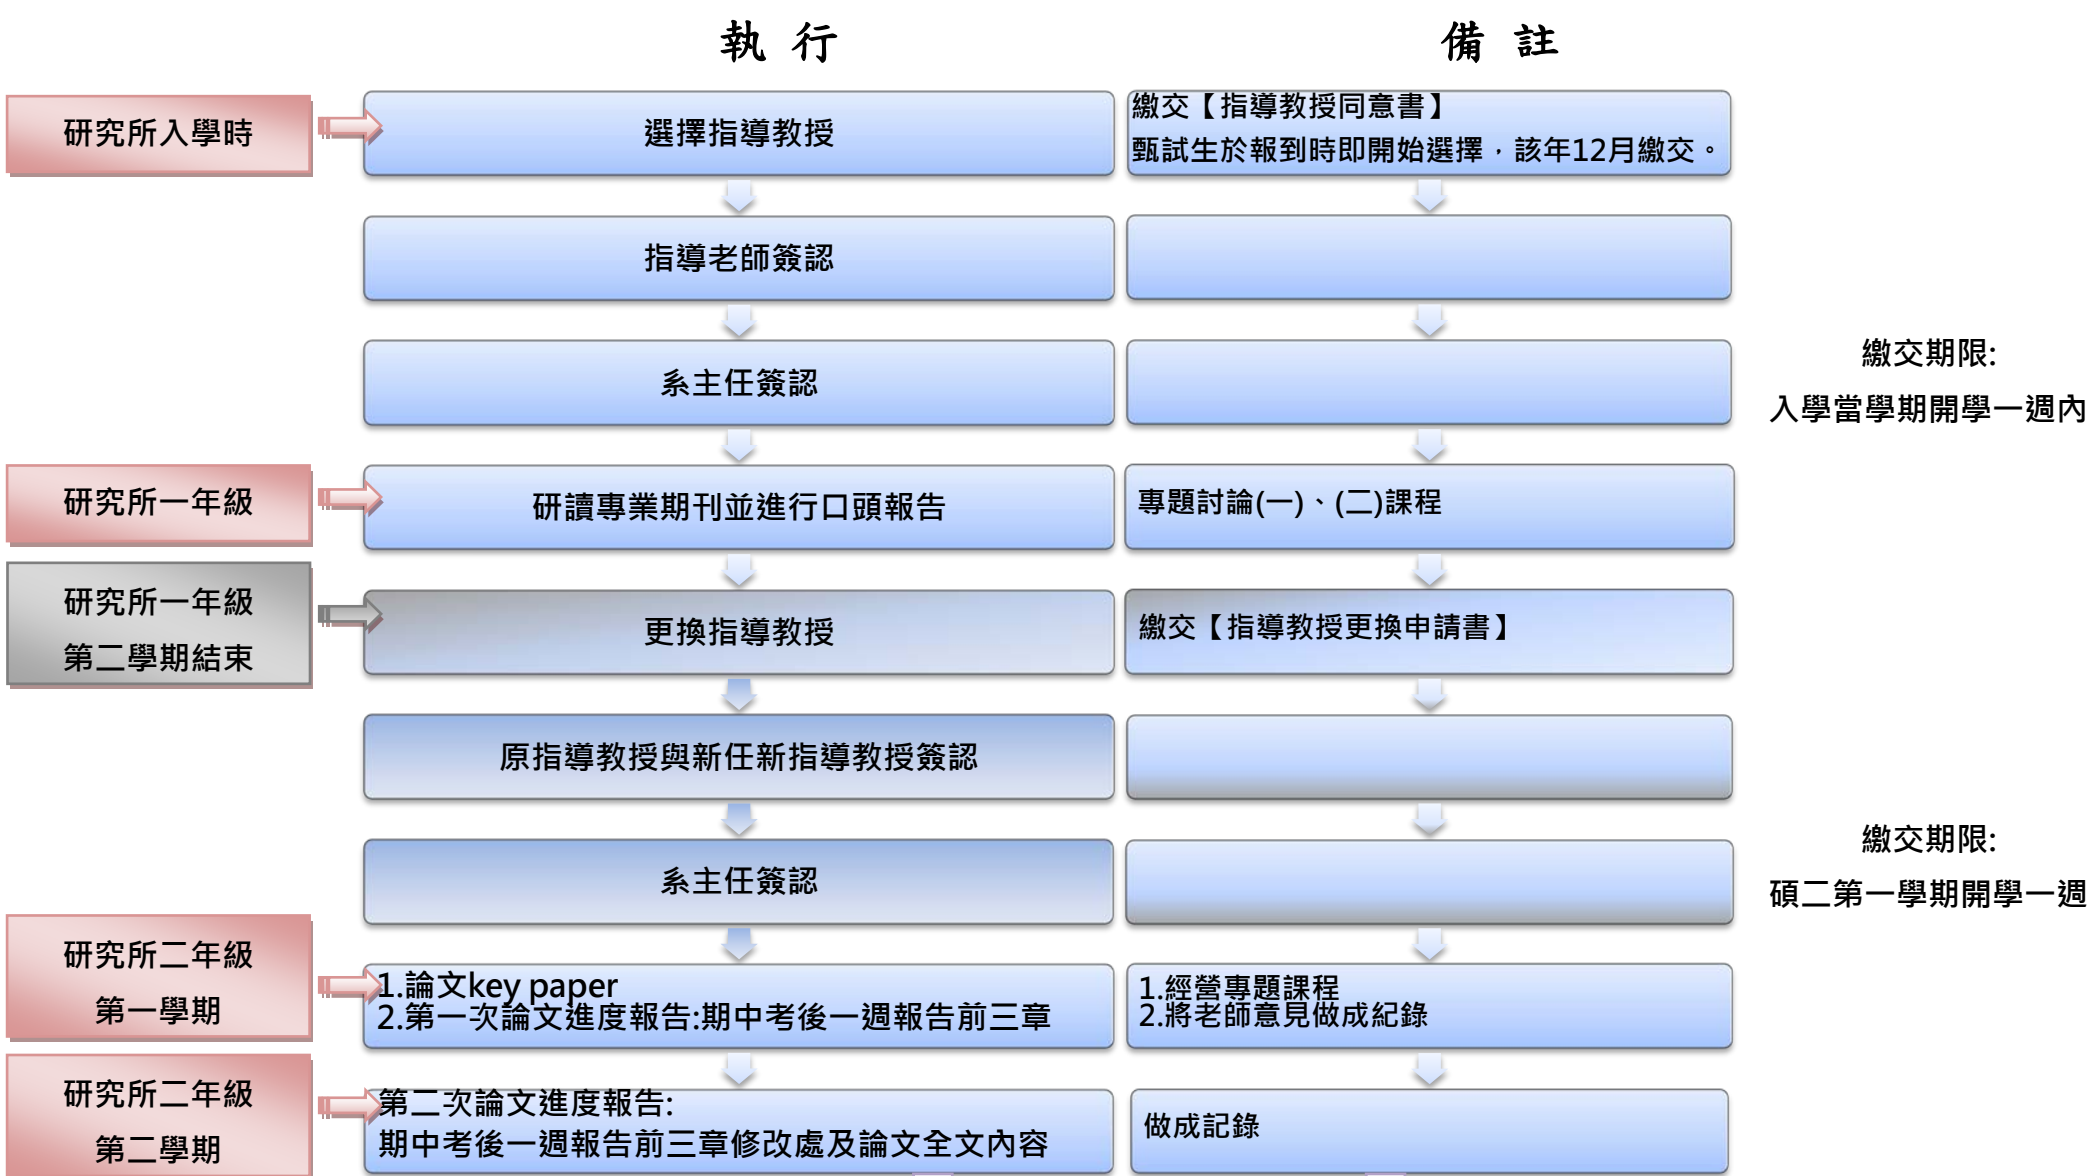 執 行
備 註
研究所入學時
選擇指導教授
繳交【指導教授同意書】
甄試生於報到時即開始選擇，該年12月繳交。
指導老師簽認
系主任簽認
繳交期限:
入學當學期開學一週內
研究所一年級
研讀專業期刊並進行口頭報告
專題討論(一)、(二)課程
研究所一年級
第二學期結束
更換指導教授
繳交【指導教授更換申請書】
原指導教授與新任新指導教授簽認
系主任簽認
繳交期限:
碩二第一學期開學一週
研究所二年級
第一學期
1.論文key paper
2.第一次論文進度報告:期中考後一週報告前三章
1.經營專題課程
2.將老師意見做成紀錄
研究所二年級
第二學期
第二次論文進度報告:
期中考後一週報告前三章修改處及論文全文內容
做成記錄